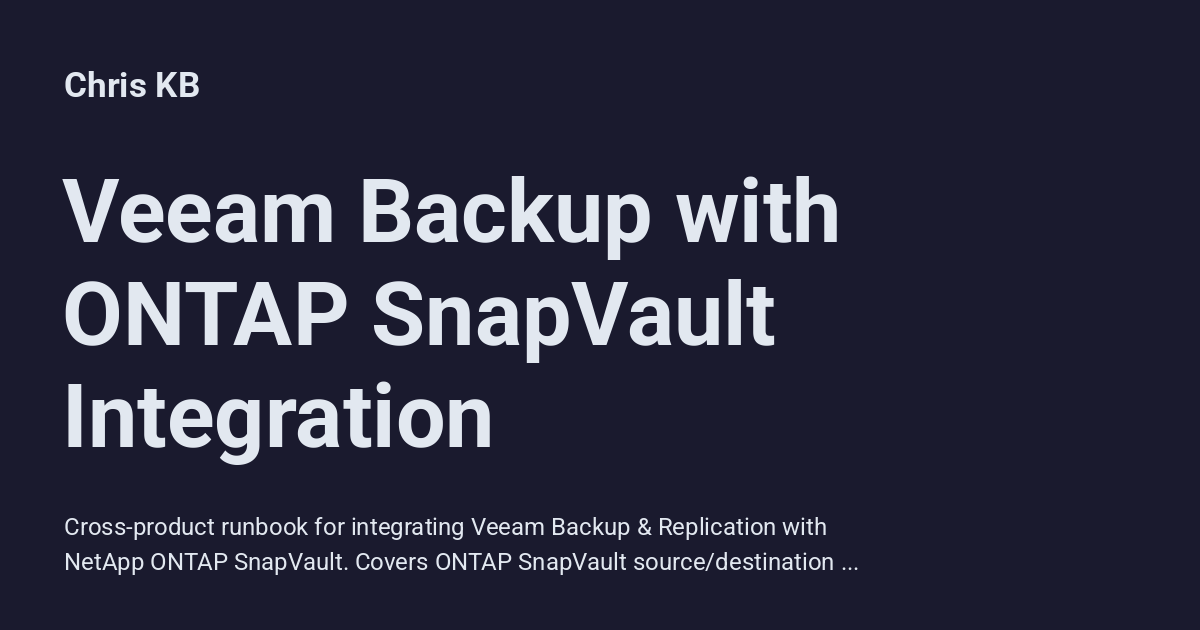 Chris KB
Veeam Backup with
ONTAP SnapVault
Integration
Cross-product runbook for integrating Veeam Backup & Replication with
NetApp ONTAP SnapVault. Covers ONTAP SnapVault source/destination ...